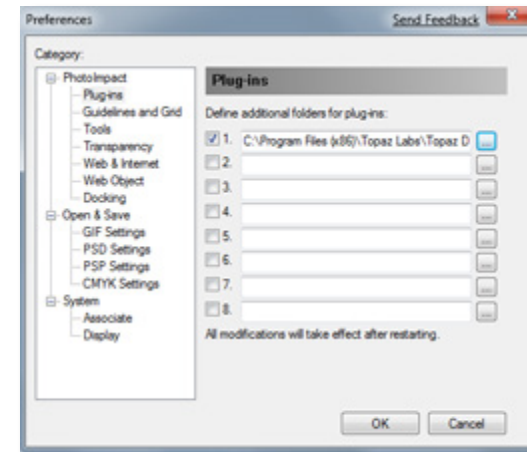 Preferences
Send Feedback
Category:
PhotoImpact
Plug-ins
Guidelines and Grid
Tools
Transparency
Web & Internet
Web Object
Docking
Open & Save
GIF Settings
PSD Settings
PSP Settings
CMYK Settings
System
Associate
Display
Plug-ins
Define additional folders for plug-ins:
1. C:\Program Files (x86)\Topaz Labs\Topaz D ...
2. ...
3. ...
4. ...
5. ...
6. ...
7. ...
8. ...
All modifications will take effect after restarting.
OK Cancel